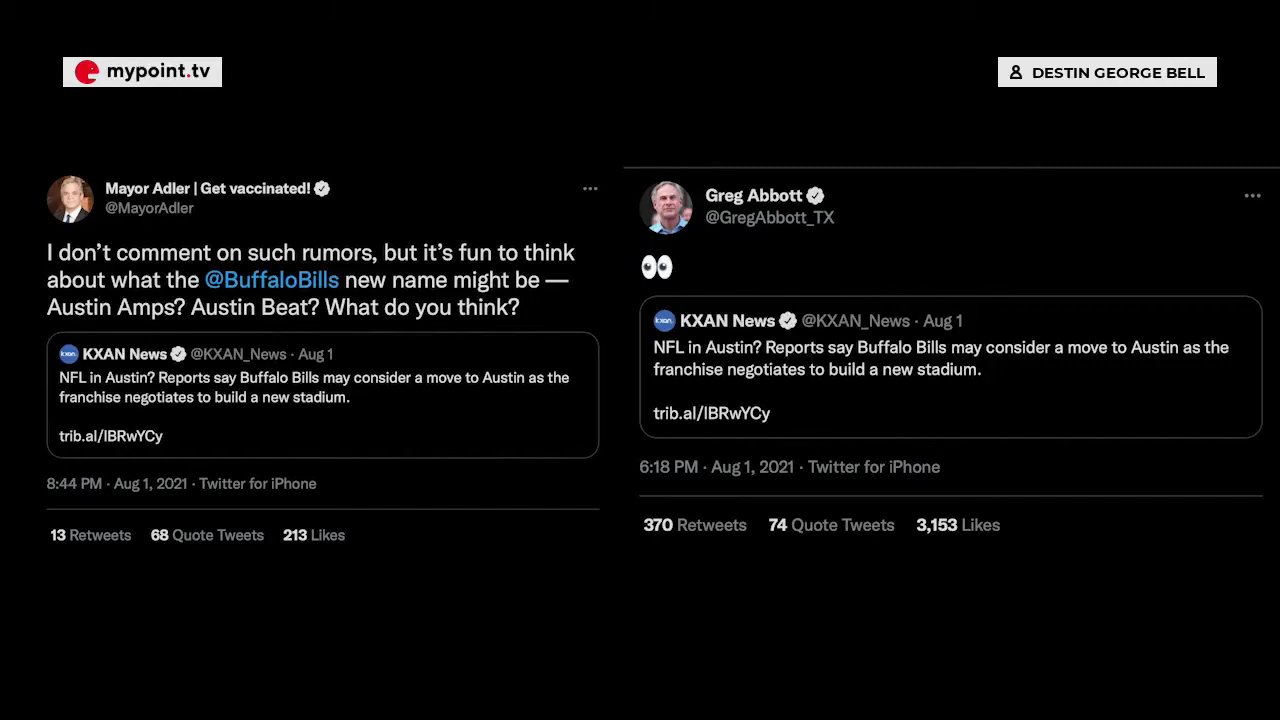 mypoint.tv
DESTIN GEORGE BELL
Mayor Adler | Get vaccinated!
@MayorAdler
I don’t comment on such rumors, but it’s fun to think
about what the @BuffaloBills new name might be —
Austin Amps? Austin Beat? What do you think?
KXAN News @KXAN_News · Aug 1
NFL in Austin? Reports say Buffalo Bills may consider a move to Austin as the
franchise negotiates to build a new stadium.
trib.al/lBRwYCy
8:44 PM · Aug 1, 2021 · Twitter for iPhone
13 Retweets 68 Quote Tweets 213 Likes
Greg Abbott
@GregAbbott_TX
👀
KXAN News @KXAN_News · Aug 1
NFL in Austin? Reports say Buffalo Bills may consider a move to Austin as the
franchise negotiates to build a new stadium.
trib.al/lBRwYCy
6:18 PM · Aug 1, 2021 · Twitter for iPhone
370 Retweets 74 Quote Tweets 3,153 Likes